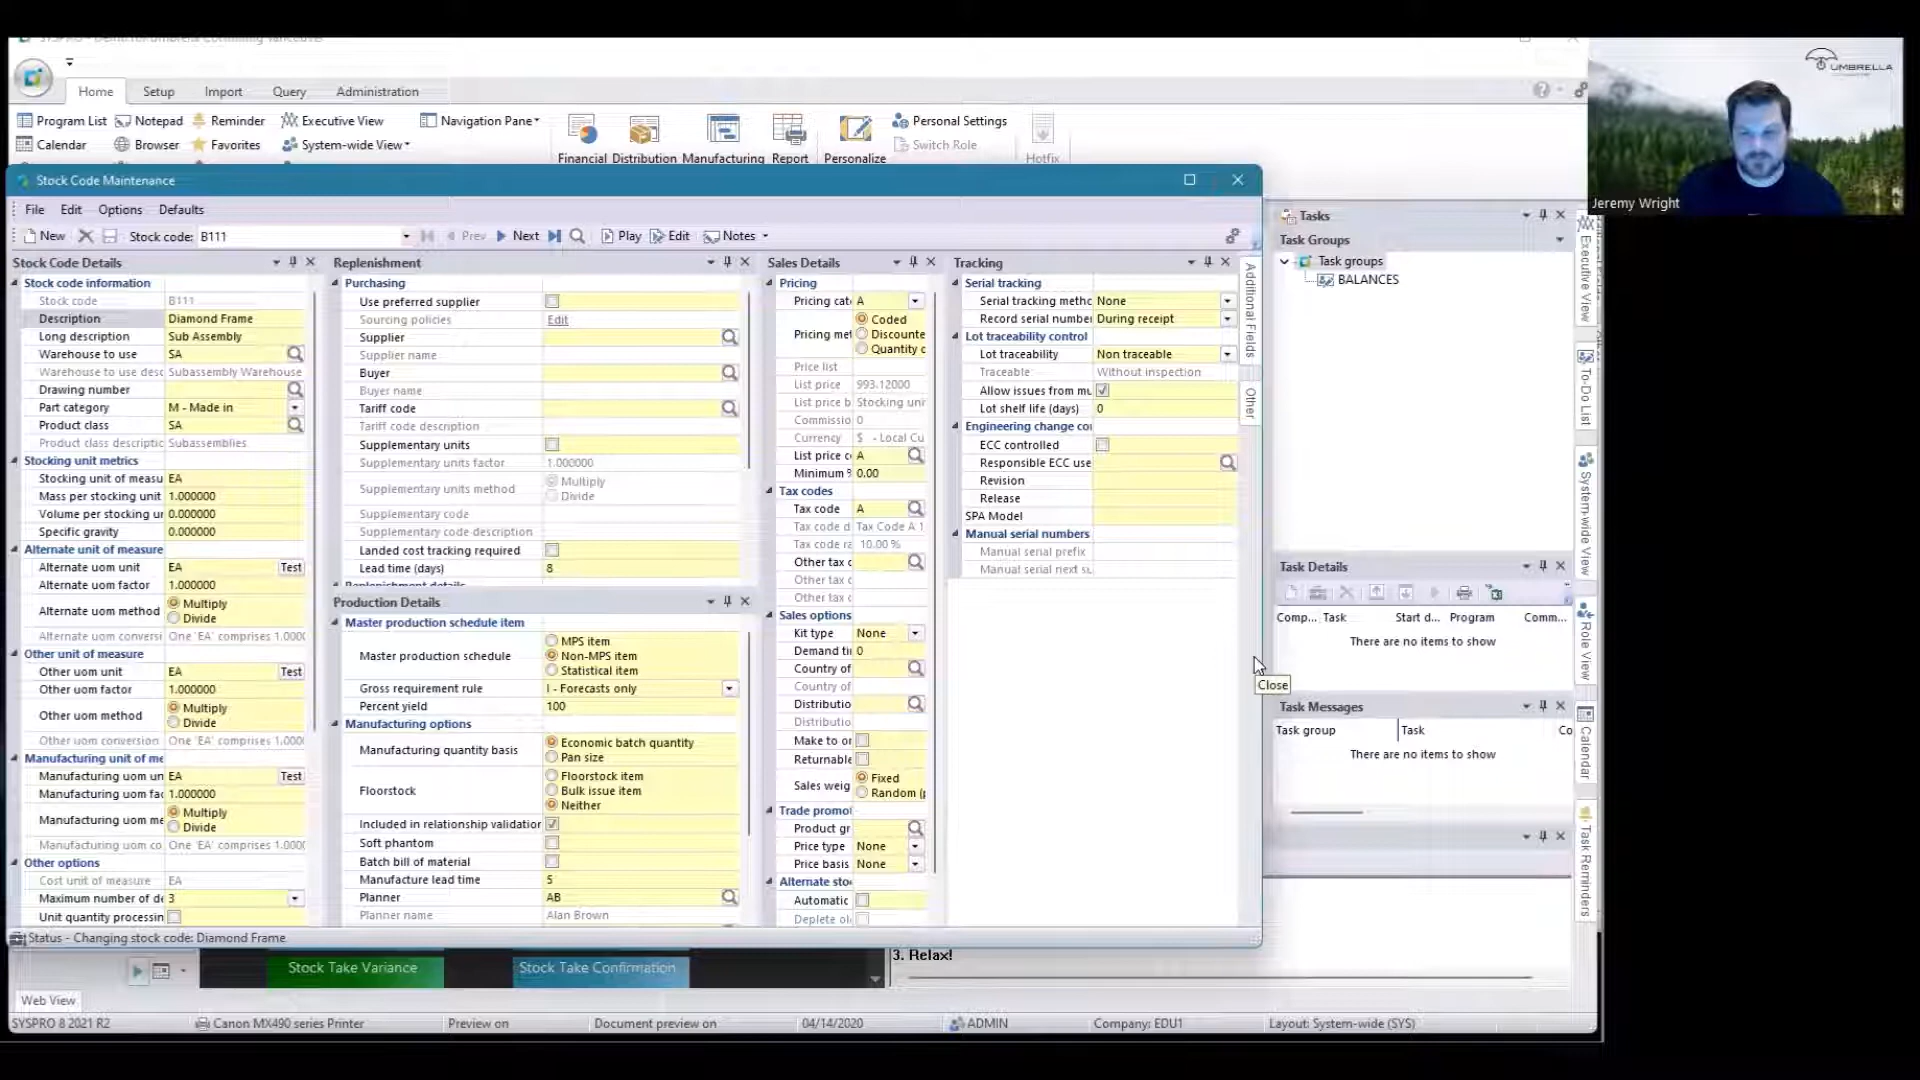 Home Setup Import Query Administration
Program List Notepad Reminder Executive View Navigation Pane
Personal Settings
Calendar Browser Favorites System-wide View
Switch Role
Financial Distribution Manufacturing Report Personalize Hotfix
UMBRELLA
Jeremy Wright
Stock Code Maintenance
File Edit Options Defaults
New Stock code: B111 Prev Next Play Edit Notes
Stock Code Details
Stock code information
Stock code B111
Description Diamond Frame
Long description Sub Assembly
Warehouse to use SA
Warehouse to use desc Subassembly Warehouse
Drawing number
Part category M - Made in
Product class SA
Product class descriptic Subassemblies
Stocking unit metrics
Stocking unit of measu EA
Mass per stocking unit 1.000000
Volume per stocking ur 0.000000
Specific gravity 0.000000
Alternate unit of measure
Alternate uom unit EA Test
Alternate uom factor 1.000000
Alternate uom method Multiply
Divide
Alternate uom conversi One 'EA' comprises 1.0000
Other unit of measure
Other uom unit EA Test
Other uom factor 1.000000
Other uom method Multiply
Divide
Other uom conversion One 'EA' comprises 1.0000
Manufacturing unit of me
Manufacturing uom un EA Test
Manufacturing uom fac 1.000000
Manufacturing uom me Multiply
Divide
Manufacturing uom co One 'EA' comprises 1.0000
Other options
Cost unit of measure EA
Maximum number of de 3
Unit quantity processin
Replenishment
Purchasing
Use preferred supplier
Sourcing policies Edit
Supplier
Supplier name
Buyer
Buyer name
Tariff code
Tariff code description
Supplementary units
Supplementary units factor 1.000000
Supplementary units method Multiply
Divide
Supplementary code
Supplementary code description
Landed cost tracking required
Lead time (days) 8
Replenishment details
Production Details
Master production schedule item
Master production schedule MPS item
Non-MPS item
Statistical item
Gross requirement rule I - Forecasts only
Percent yield 100
Manufacturing options
Manufacturing quantity basis Economic batch quantity
Pan size
Floorstock Floorstock item
Bulk issue item
Neither
Included in relationship validation
Soft phantom
Batch bill of material
Manufacture lead time 5
Planner AB
Planner name Alan Brown
Sales Details
Pricing
Pricing cat A
Pricing met Coded
Discounte
Quantity c
Price list
List price 993.12000
List price b Stocking unit
Commissio 0
Currency $ - Local Cu
List price c A
Minimum % 0.00
Tax codes
Tax code A
Tax code d Tax Code A 1
Tax code ra 10.00 %
Other tax c
Other tax c
Other tax c
Sales options
Kit type None
Demand ti 0
Country of
Country of
Distributio
Distributio
Make to or
Returnable
Sales weig Fixed
Random (p
Trade promot
Product gr
Price type None
Price basis None
Alternate stoc
Automatic
Deplete ol
Tracking
Serial tracking
Serial tracking methc None
Record serial number During receipt
Lot traceability control
Lot traceability Non traceable
Traceable: Without inspection
Allow issues from mu
Lot shelf life (days) 0
Engineering change coi
ECC controlled
Responsible ECC use
Revision
Release
SPA Model
Manual serial numbers
Manual serial prefix
Manual serial next su
Additional Fields
Other
Close
Status - Changing stock code: Diamond Frame
Tasks
Task Groups
Task groups
BALANCES
Task Details
Comp... Task Start d... Program Comm...
There are no items to show
Task Messages
Task group Task Co
There are no items to show
Executive View
To-Do List
System-wide View
Role View
Calendar
Task Reminders
Stock Take Variance Stock Take Confirmation
3. Relax!
Web View
SYSPRO 8 2021 R2 Canon MX490 series Printer Preview on Document preview on 04/14/2020 ADMIN Company: EDU1 Layout: System-wide (SYS)